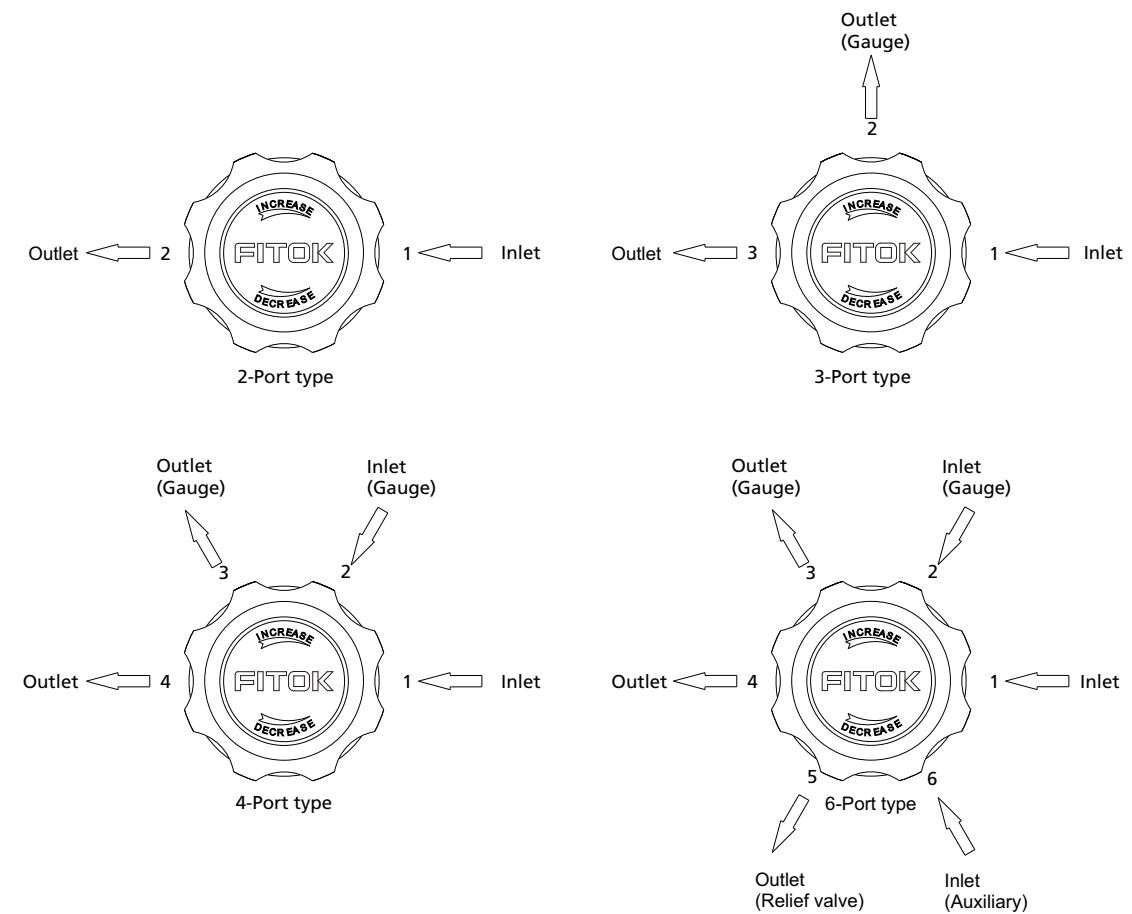 Outlet
(Gauge)
2
INCREASE
FITOK
DECREASE
Outlet
2
1
Inlet
2-Port type
INCREASE
FITOK
DECREASE
Outlet
3
1
Inlet
3-Port type
Outlet
(Gauge)
Inlet
(Gauge)
3
2
INCREASE
FITOK
DECREASE
Outlet
4
1
Inlet
4-Port type
Outlet
(Gauge)
Inlet
(Gauge)
3
2
INCREASE
FITOK
DECREASE
Outlet
4
1
Inlet
5
6
6-Port type
Outlet
(Relief valve)
Inlet
(Auxiliary)